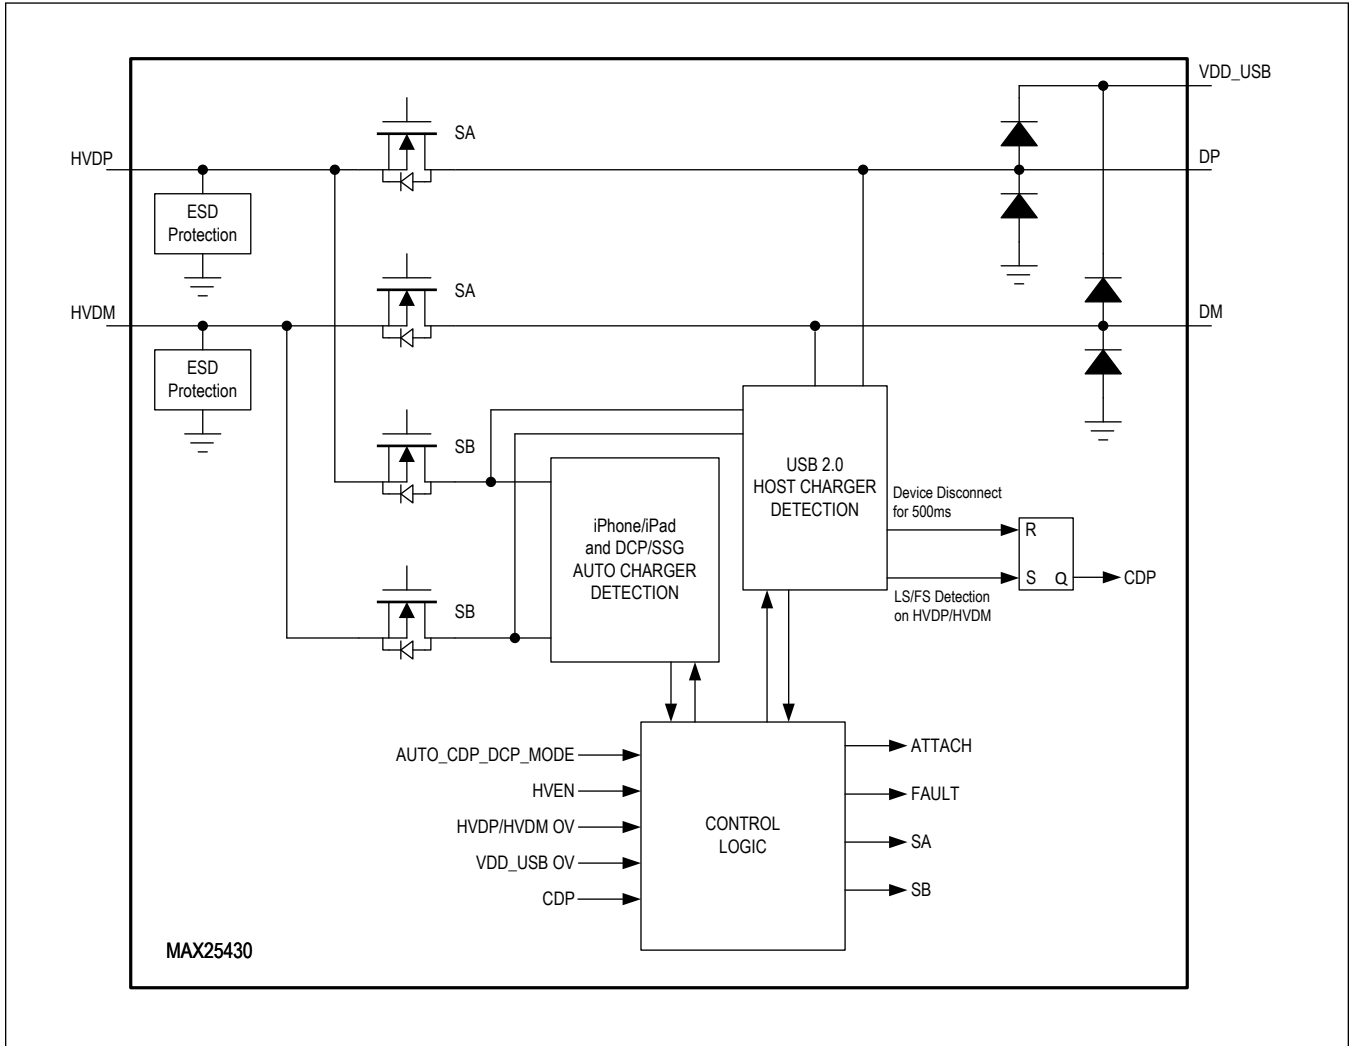 VDD_USB
SA
HVDP
DP
ESD
Protection
SA
HVDM
DM
ESD
Protection
SB
USB 2.0
HOST CHARGER
DETECTION
Device Disconnect
for 500ms
iPhone/iPad
and DCP/SSG
AUTO CHARGER
DETECTION
R
S Q
CDP
LS/FS Detection
on HVDP/HVDM
SB
AUTO_CDP_DCP_MODE
HVEN
HVDP/HVDM OV
VDD_USB OV
CDP
CONTROL
LOGIC
ATTACH
FAULT
SA
SB
MAX25430